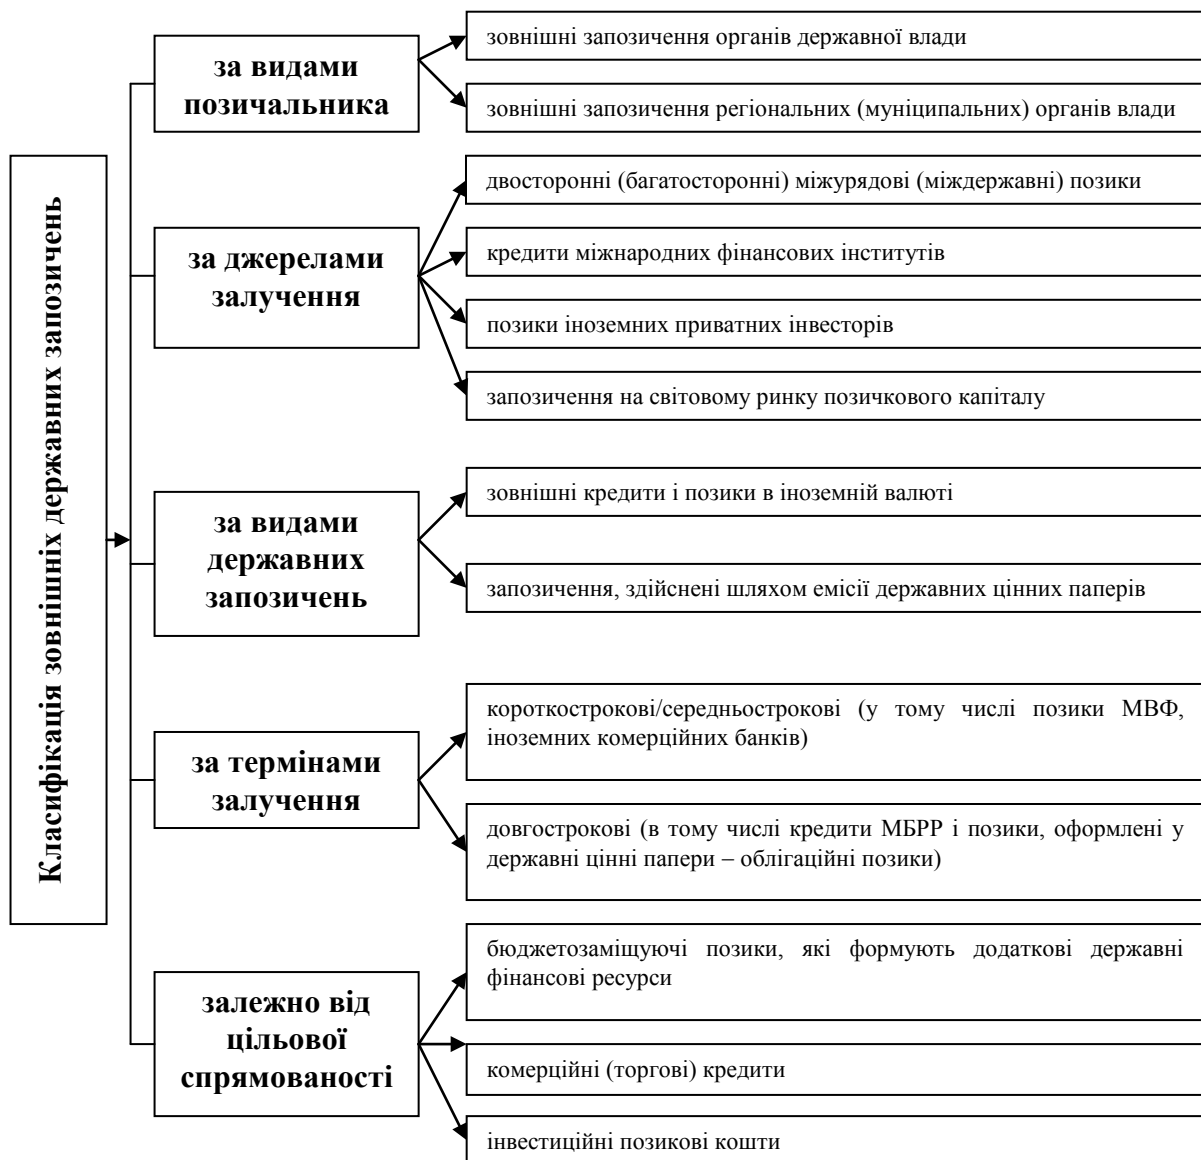 Класифікація зовнішніх державних запозичень
за видами
позичальника
зовнішні запозичення органів державної влади
зовнішні запозичення регіональних (муніципальних) органів влади
за джерелами
залучення
двосторонні (багатосторонні) міжурядові (міждержавні) позики
кредити міжнародних фінансових інститутів
позики іноземних приватних інвесторів
запозичення на світовому ринку позичкового капіталу
за видами
державних
запозичень
зовнішні кредити і позики в іноземній валюті
запозичення, здійснені шляхом емісії державних цінних паперів
за термінами
залучення
короткострокові/середньострокові (у тому числі позики МВФ,
іноземних комерційних банків)
довгострокові (в тому числі кредити МБРР і позики, оформлені у
державні цінні папери – облігаційні позики)
залежно від
цільової
спрямованості
бюджетозаміщуючі позики, які формують додаткові державні
фінансові ресурси
комерційні (торгові) кредити
інвестиційні позикові кошти